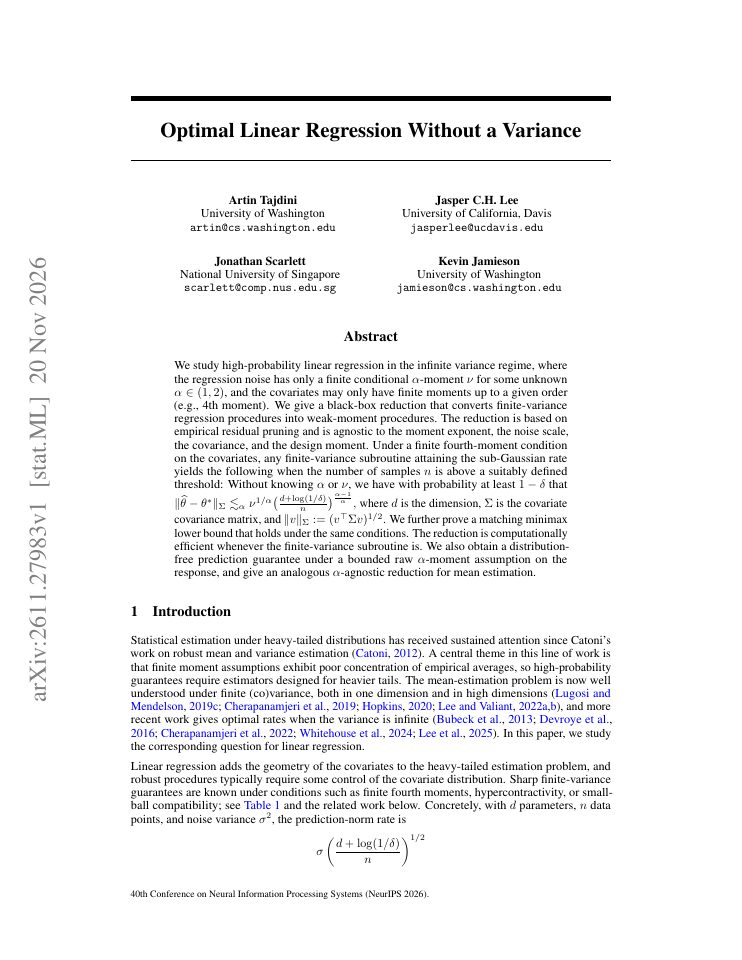 Optimal Linear Regression Without a Variance
Artin Tajdini
University of Washington
artin@cs.washington.edu
Jasper C.H. Lee
University of California, Davis
jasperlee@ucdavis.edu
Jonathan Scarlett
National University of Singapore
scarlett@comp.nus.edu.sg
Kevin Jamieson
University of Washington
jamieson@cs.washington.edu
arXiv:2611.27983v1 [stat.ML] 20 Nov 2026
Abstract
We study high-probability linear regression in the infinite variance regime, where
the regression noise has only a finite conditional α-moment ν for some unknown
α ∈ (1, 2), and the covariates may only have finite moments up to a given order
(e.g., 4th moment). We give a black-box reduction that converts finite-variance
regression procedures into weak-moment procedures. The reduction is based on
empirical residual pruning and is agnostic to the moment exponent, the noise scale,
the covariance, and the design moment. Under a finite fourth-moment condition
on the covariates, any finite-variance subroutine attaining the sub-Gaussian rate
yields the following when the number of samples n is above a suitably defined
threshold: Without knowing α or ν, we have with probability at least 1 − δ that
‖θ̂ − θ*‖_Σ ≲_α ν^{1/α} ((d+log(1/δ))/n)^{(α−1)/α}, where d is the dimension, Σ is the covariate
covariance matrix, and ‖v‖_Σ := (v^⊤Σv)^{1/2}. We further prove a matching minimax
lower bound that holds under the same conditions. The reduction is computationally
efficient whenever the finite-variance subroutine is. We also obtain a distribution-
free prediction guarantee under a bounded raw α-moment assumption on the
response, and give an analogous α-agnostic reduction for mean estimation.
1 Introduction
Statistical estimation under heavy-tailed distributions has received sustained attention since Catoni's
work on robust mean and variance estimation (Catoni, 2012). A central theme in this line of work is
that finite moment assumptions exhibit poor concentration of empirical averages, so high-probability
guarantees require estimators designed for heavier tails. The mean-estimation problem is now well
understood under finite (co)variance, both in one dimension and in high dimensions (Lugosi and
Mendelson, 2019c; Cherapanamjeri et al., 2019; Hopkins, 2020; Lee and Valiant, 2022a,b), and more
recent work gives optimal rates when the variance is infinite (Bubeck et al., 2013; Devroye et al.,
2016; Cherapanamjeri et al., 2022; Whitehouse et al., 2024; Lee et al., 2025). In this paper, we study
the corresponding question for linear regression.
Linear regression adds the geometry of the covariates to the heavy-tailed estimation problem, and
robust procedures typically require some control of the covariate distribution. Sharp finite-variance
guarantees are known under conditions such as finite fourth moments, hypercontractivity, or small-
ball compatibility; see Table 1 and the related work below. Concretely, with d parameters, n data
points, and noise variance σ², the prediction-norm rate is
σ ((d + log(1/δ))/n)^{1/2}
40th Conference on Neural Information Processing Systems (NeurIPS 2026).